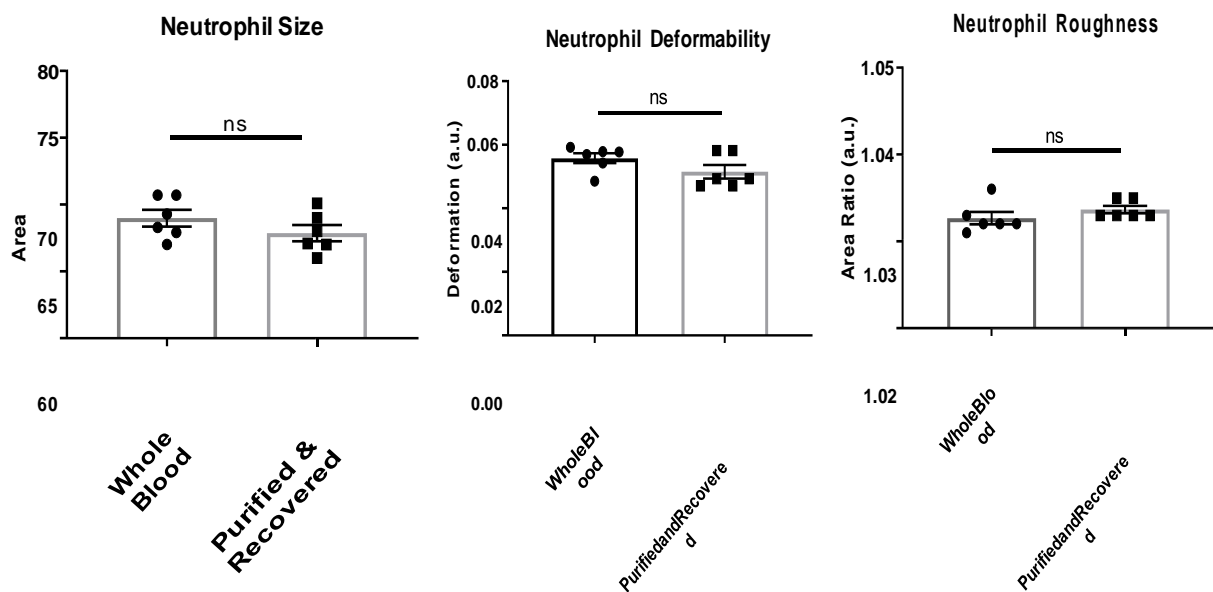 Neutrophil Size
80
75
70
65
60
Area
ns
Whole
Blood
Purified &
Recovered
Neutrophil Deformability
0.08
0.06
0.04
0.02
0.00
Deformation (a.u.)
ns
WholeBl
ood
PurifiedandRecovere
d
Neutrophil Roughness
1.05
1.04
1.03
1.02
Area Ratio (a.u.)
ns
WholeBlo
od
PurifiedandRecovere
d